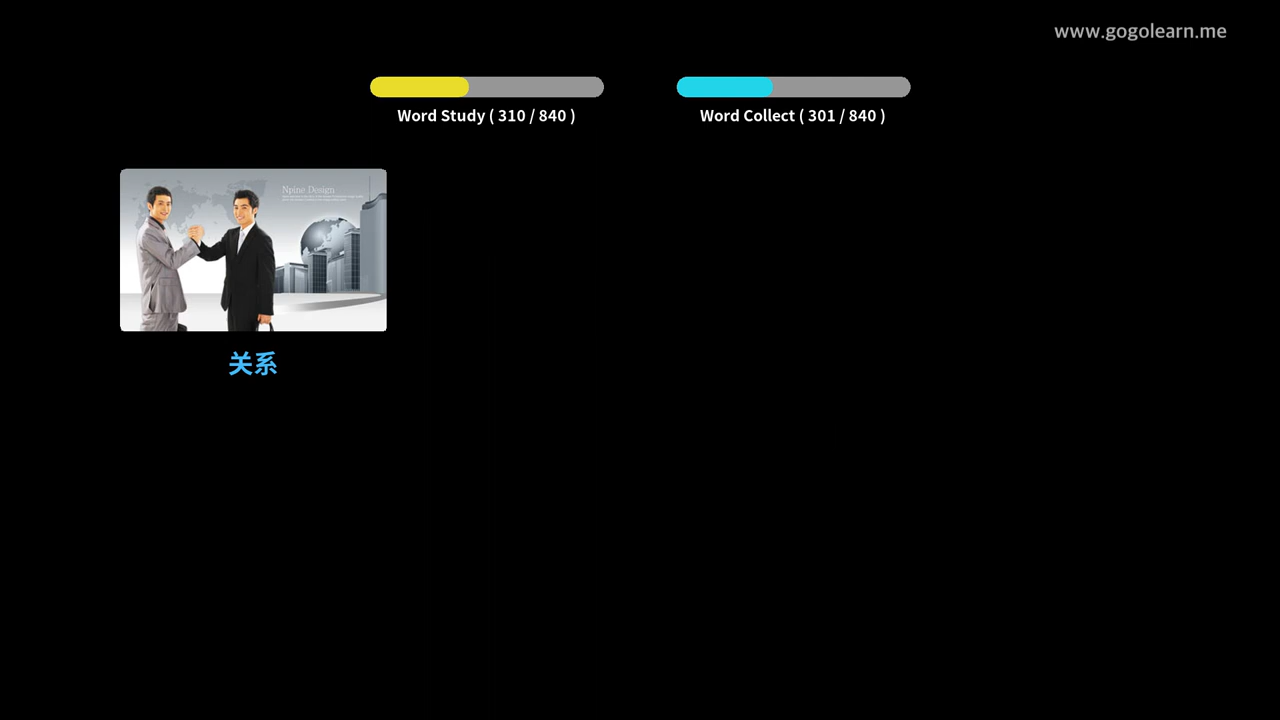 www.gogolearn.me
Word Study ( 310 / 840 )
Word Collect ( 301 / 840 )
Npine Design
关系